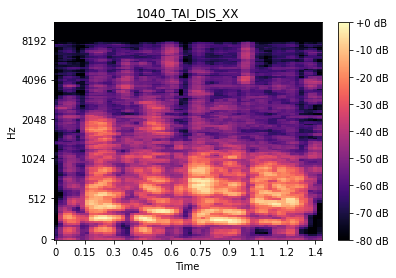 1040_TAI_DIS_XX
+0 dB
8192
-10 dB
4096
-20 dB
-30 dB
2048
Hz
-40 dB
1024
-50 dB
512
-60 dB
-70 dB
0
-80 dB
0 0.15 0.3 0.45 0.6 0.75 0.9 1.1 1.2 1.4
Time